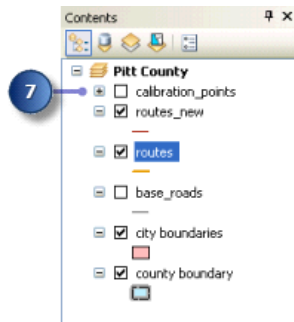 Contents
Pitt County
7
calibration_points
routes_new
routes
base_roads
city boundaries
county boundary